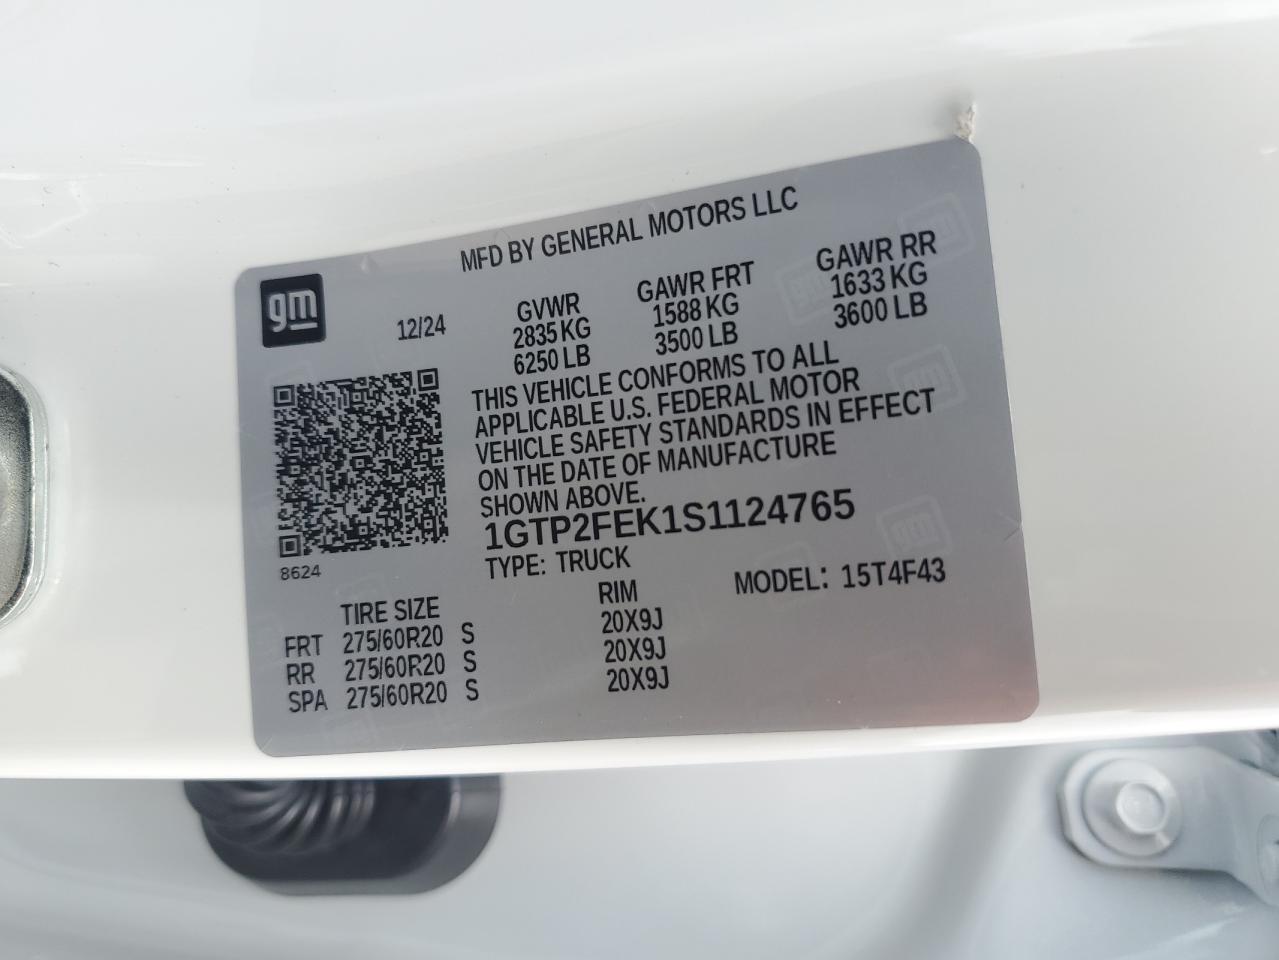 MFD BY GENERAL MOTORS LLC
gm
12/24
GVWR GAWR FRT GAWR RR
2835 KG 1588 KG 1633 KG
6250 LB 3500 LB 3600 LB
THIS VEHICLE CONFORMS TO ALL
APPLICABLE U.S. FEDERAL MOTOR
VEHICLE SAFETY STANDARDS IN EFFECT
ON THE DATE OF MANUFACTURE
SHOWN ABOVE.
1GTP2FEK1S1124765
8624
TYPE: TRUCK MODEL: 15T4F43
TIRE SIZE RIM
FRT 275/60R20 S 20X9J
RR 275/60R20 S 20X9J
SPA 275/60R20 S 20X9J